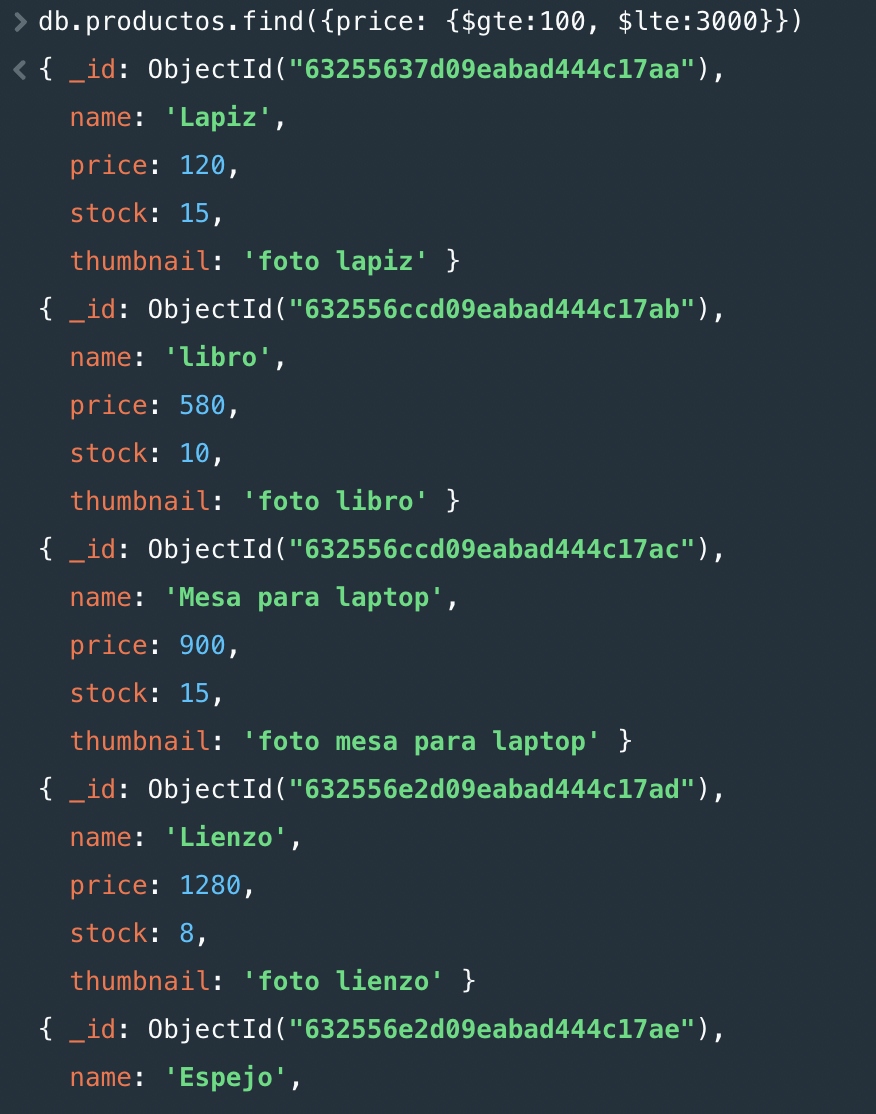 > db.productos.find({price: {$gte:100, $lte:3000}})
< { _id: ObjectId("63255637d09eabad444c17aa"),
name: 'Lapiz',
price: 120,
stock: 15,
thumbnail: 'foto lapiz' }
{ _id: ObjectId("632556ccd09eabad444c17ab"),
name: 'libro',
price: 580,
stock: 10,
thumbnail: 'foto libro' }
{ _id: ObjectId("632556ccd09eabad444c17ac"),
name: 'Mesa para laptop',
price: 900,
stock: 15,
thumbnail: 'foto mesa para laptop' }
{ _id: ObjectId("632556e2d09eabad444c17ad"),
name: 'Lienzo',
price: 1280,
stock: 8,
thumbnail: 'foto lienzo' }
{ _id: ObjectId("632556e2d09eabad444c17ae"),
name: 'Espejo',